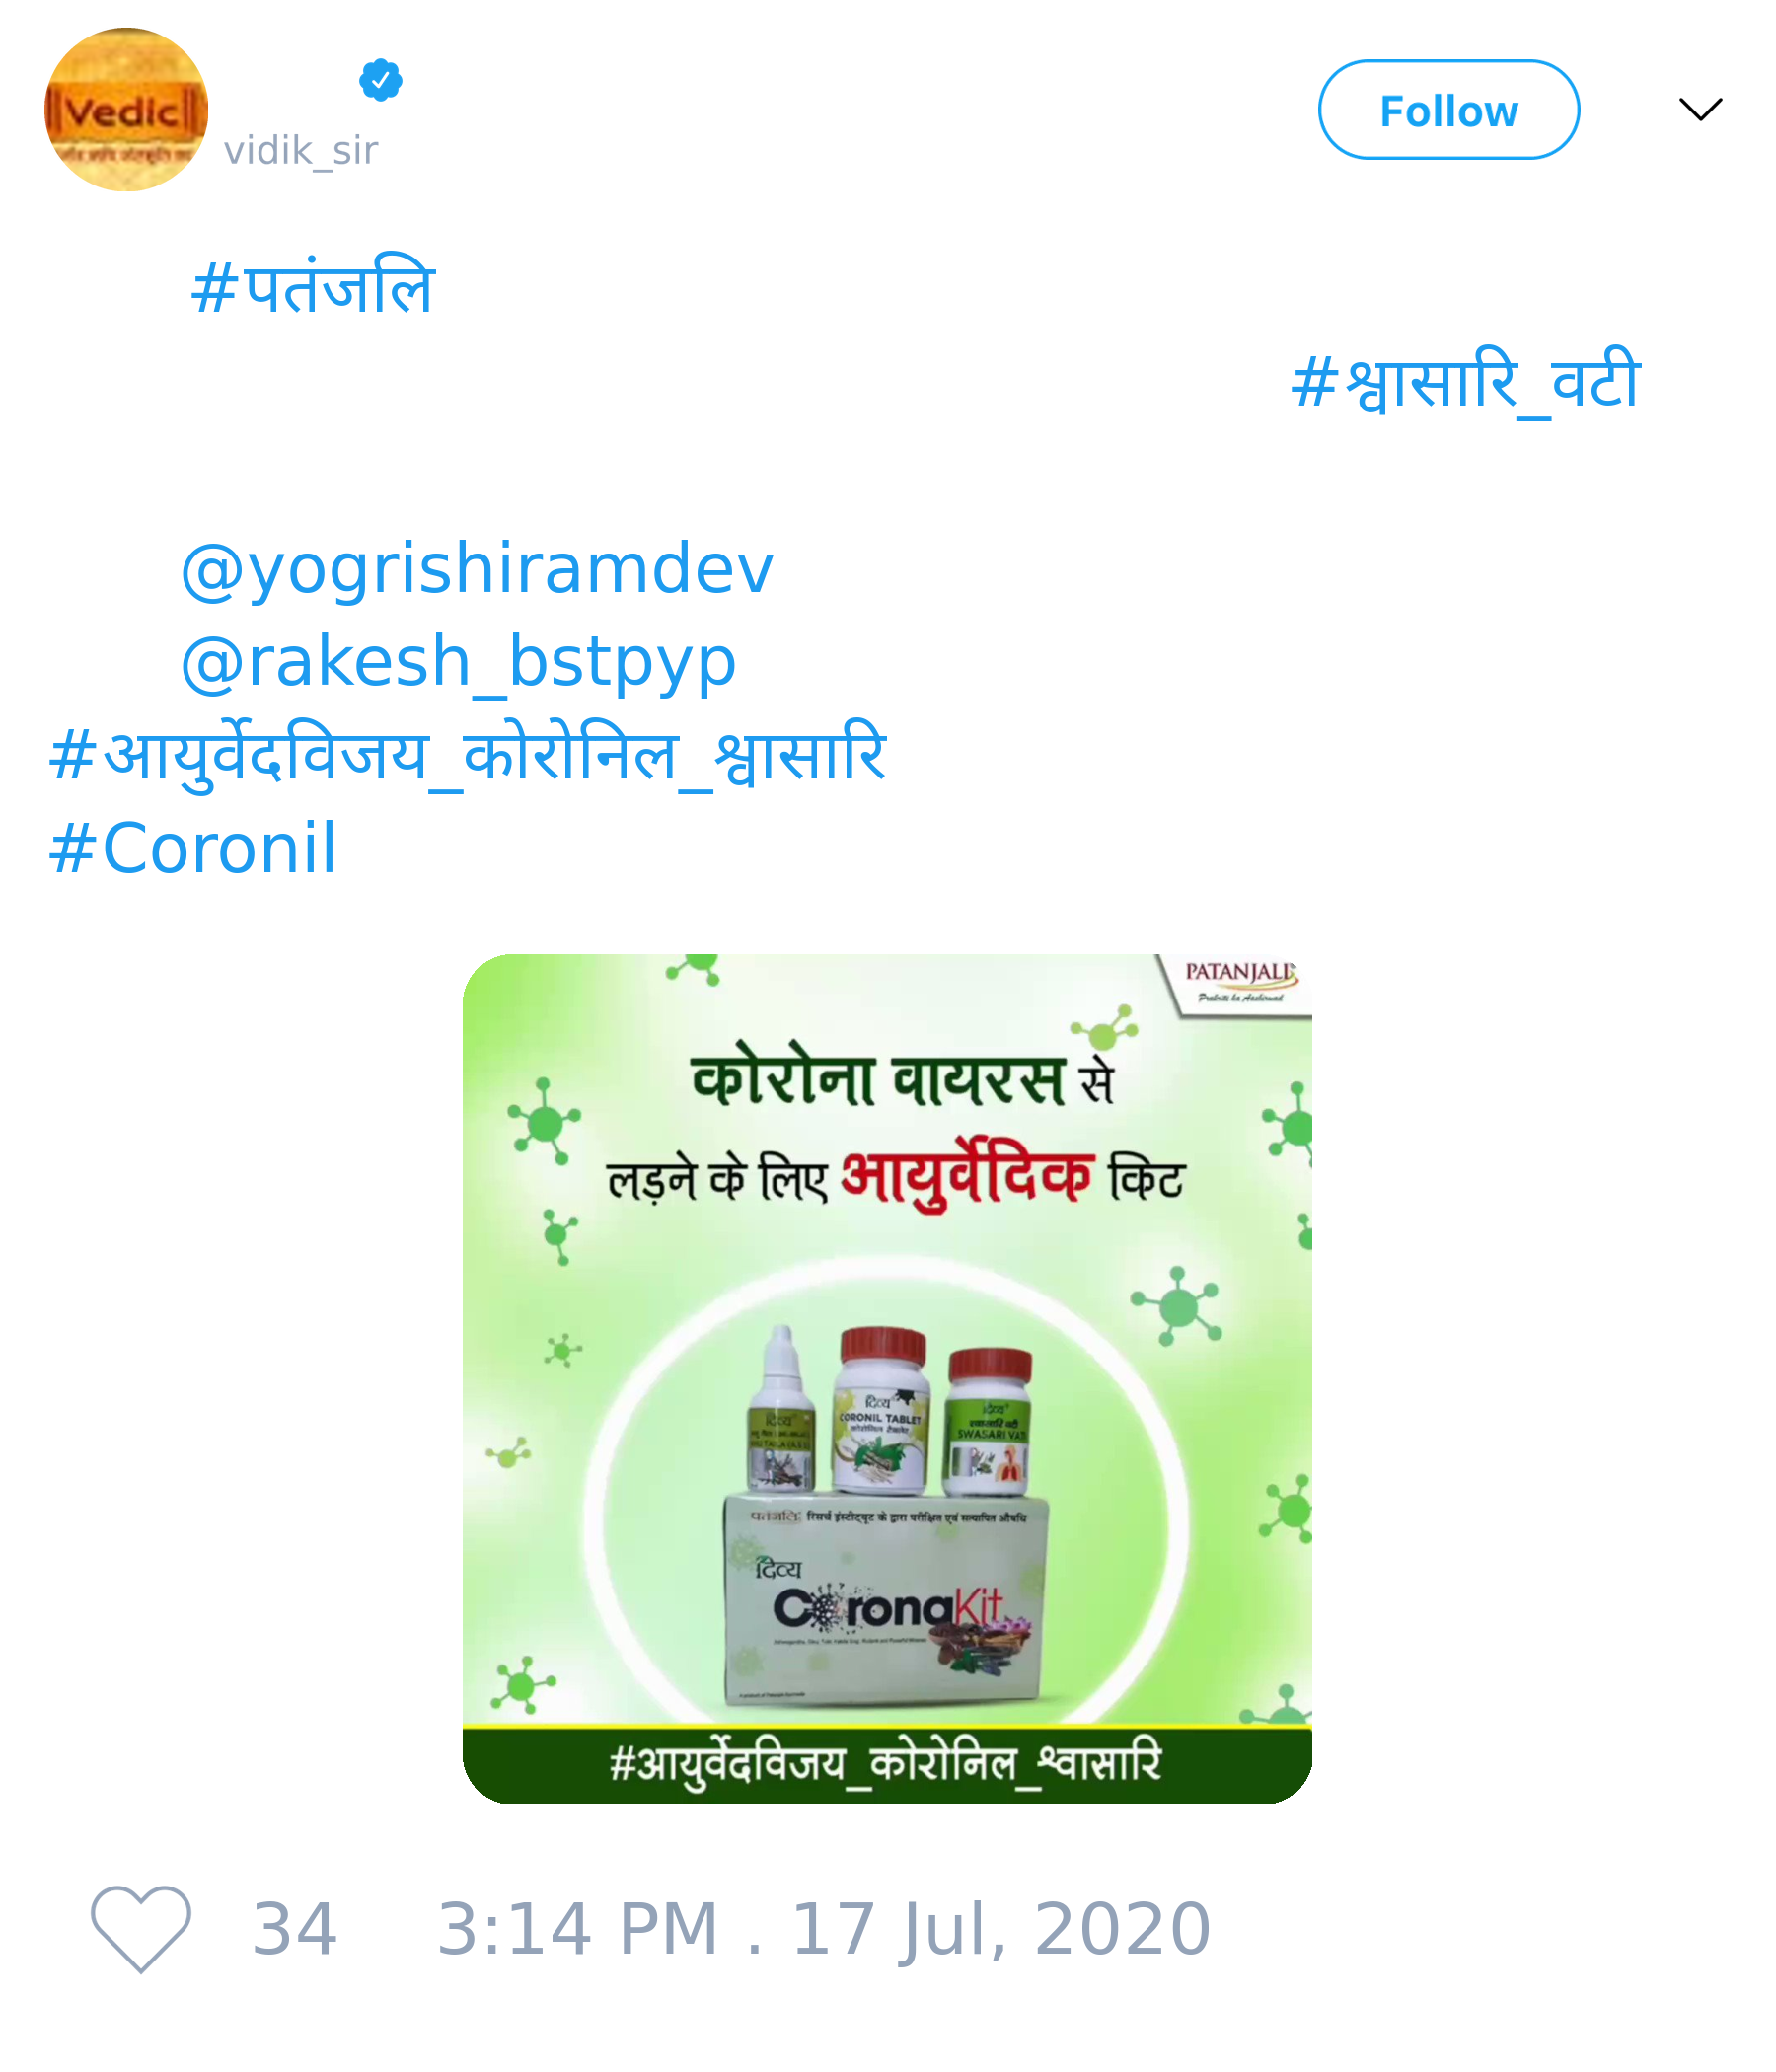 Vedic
vidik_sir
Follow
#पतंजलि
#श्वासारि_वटी
@yogrishiramdev
@rakesh_bstpyp
#आयुर्वेदविजय_कोरोनिल_श्वासारि
#Coronil
PATANJALI
Prakriti ka Aashirwad
कोरोना वायरस से
लड़ने के लिए आयुर्वेदिक किट
दिव्य
दिव्य
CORONIL TABLET
कोरोनिल टैबलेट
दिव्य
श्वासारि वटी
SWASARI VATI
पतंजलि रिसर्च इंस्टीट्यूट के द्वारा परीक्षित एवं सत्यापित औषधि
दिव्य
CoronaKit
#आयुर्वेदविजय_कोरोनिल_श्वासारि
34 3:14 PM . 17 Jul, 2020